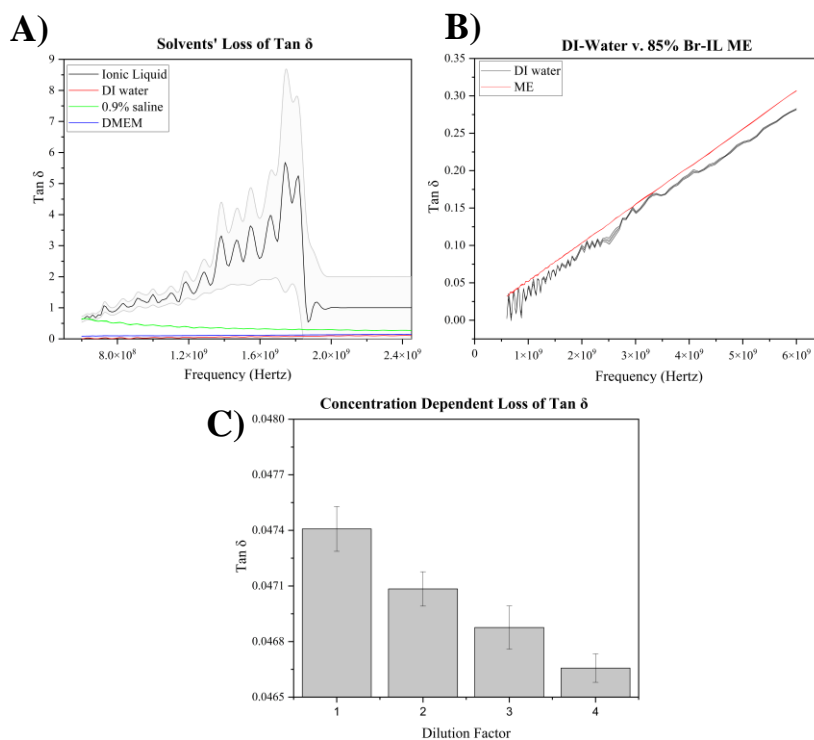 A)
Solvents' Loss of Tan δ
Ionic Liquid
DI water
0.9% saline
DMEM
9
8
7
6
5
4
3
2
1
0
Tan δ
8.0×10⁸
1.2×10⁹
1.6×10⁹
2.0×10⁹
2.4×10⁹
Frequency (Hertz)
B)
DI-Water v. 85% Br-IL ME
DI water
ME
0.35
0.30
0.25
0.20
0.15
0.10
0.05
0.00
Tan δ
0
1×10⁹
2×10⁹
3×10⁹
4×10⁹
5×10⁹
6×10⁹
Frequency (Hertz)
C)
Concentration Dependent Loss of Tan δ
0.0480
0.0477
0.0474
0.0471
0.0468
0.0465
Tan δ
1
2
3
4
Dilution Factor